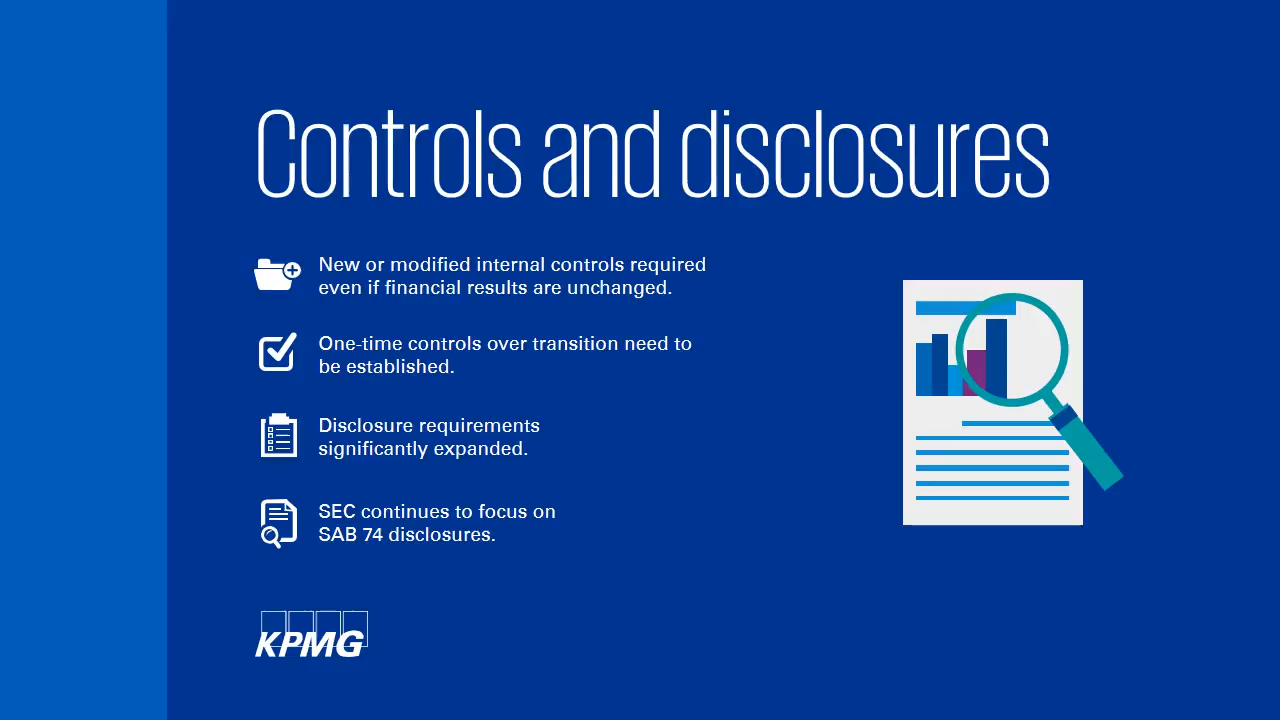 Controls and disclosures
New or modified internal controls required
even if financial results are unchanged.
One-time controls over transition need to
be established.
Disclosure requirements
significantly expanded.
SEC continues to focus on
SAB 74 disclosures.
KPMG